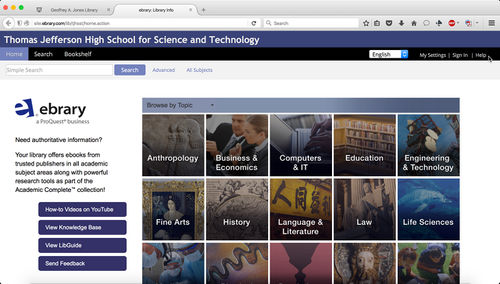 Geoffrey A. Jones Library
ebrary: Library Info
site.ebrary.com/lib/tjhsst/home.action
Search
Thomas Jefferson High School for Science and Technology
Home Search Bookshelf
English
My Settings | Sign In | Help
Simple Search
Search
Advanced
All Subjects
ebrary
a ProQuest business
Need authoritative information?
Your library offers ebooks from
trusted publishers in all academic
subject areas along with powerful
research tools as part of the
Academic Complete™ collection!
How-to Videos on YouTube
View Knowledge Base
View LibGuide
Send Feedback
Browse by Topic
Anthropology
Business &
Economics
Computers
& IT
Education
Engineering
& Technology
Fine Arts
History
Language &
Literature
Law
Life Sciences